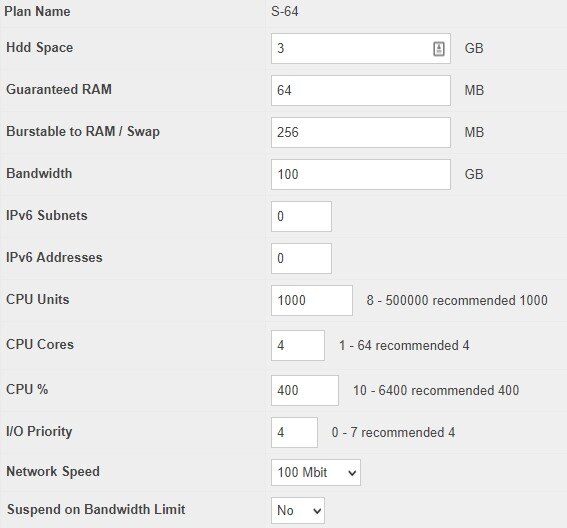 Plan Name S-64
Hdd Space 3 GB
Guaranteed RAM 64 MB
Burstable to RAM / Swap 256 MB
Bandwidth 100 GB
IPv6 Subnets 0
IPv6 Addresses 0
CPU Units 1000 8 - 500000 recommended 1000
CPU Cores 4 1 - 64 recommended 4
CPU % 400 10 - 6400 recommended 400
I/O Priority 4 0 - 7 recommended 4
Network Speed 100 Mbit
Suspend on Bandwidth Limit No